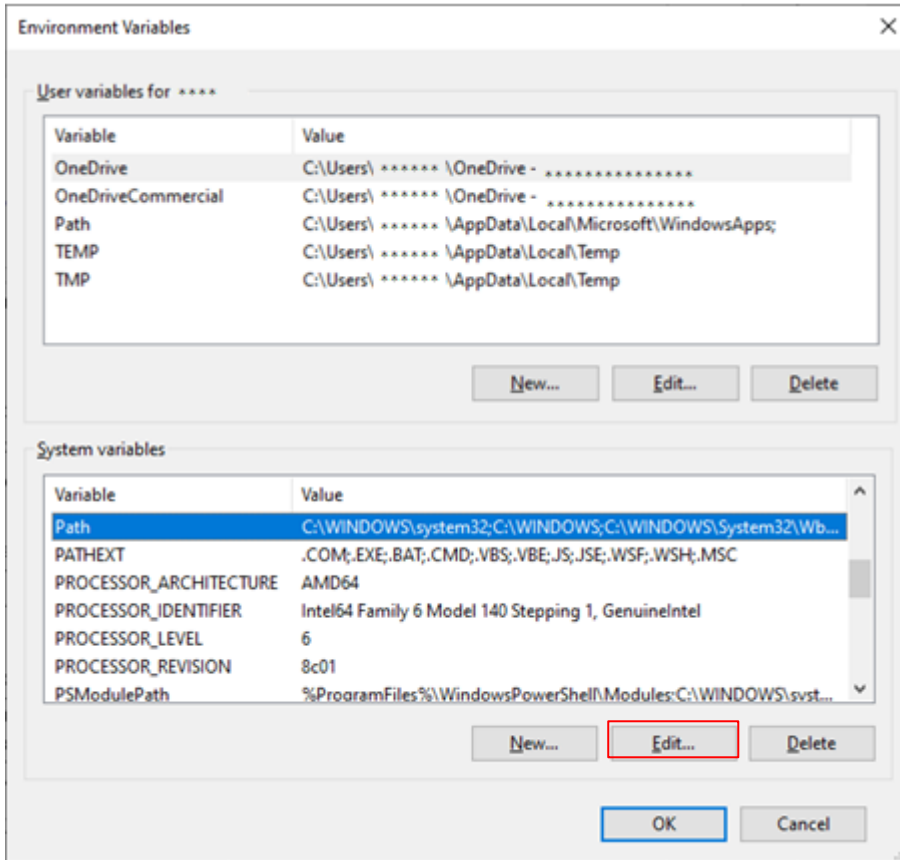 Environment Variables
User variables for ****
Variable Value
OneDrive C:\Users\ ****** \OneDrive - ***************
OneDriveCommercial C:\Users\ ****** \OneDrive - ***************
Path C:\Users\ ****** \AppData\Local\Microsoft\WindowsApps;
TEMP C:\Users\ ****** \AppData\Local\Temp
TMP C:\Users\ ****** \AppData\Local\Temp
New... Edit... Delete
System variables
Variable Value
Path C:\WINDOWS\system32;C:\WINDOWS;C:\WINDOWS\System32\Wb...
PATHEXT .COM;.EXE;.BAT;.CMD;.VBS;.VBE;.JS;.JSE;.WSF;.WSH;.MSC
PROCESSOR_ARCHITECTURE AMD64
PROCESSOR_IDENTIFIER Intel64 Family 6 Model 140 Stepping 1, GenuineIntel
PROCESSOR_LEVEL 6
PROCESSOR_REVISION 8c01
PSModulePath %ProgramFiles%\WindowsPowerShell\Modules;C:\WINDOWS\syst...
New... Edit... Delete
OK Cancel